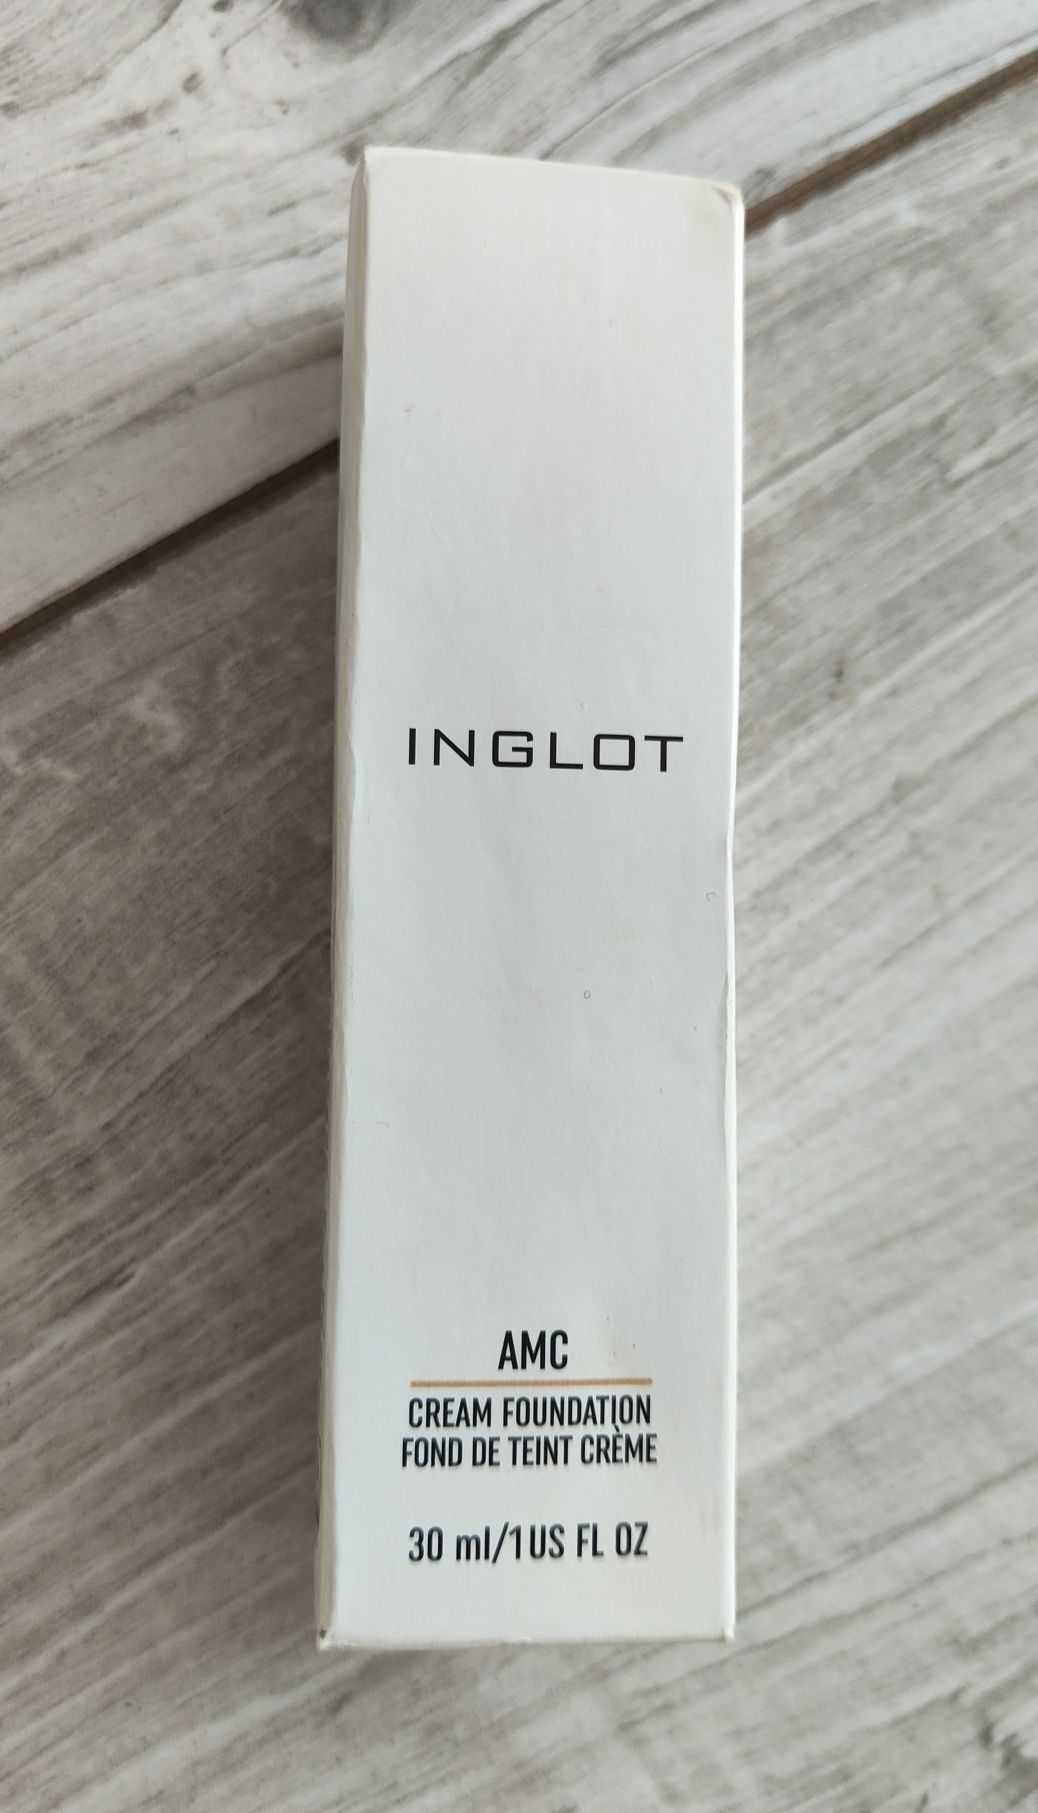 INGLOT
AMC
CREAM FOUNDATION
FOND DE TEINT CRÈME
30 ml/1US FL OZ